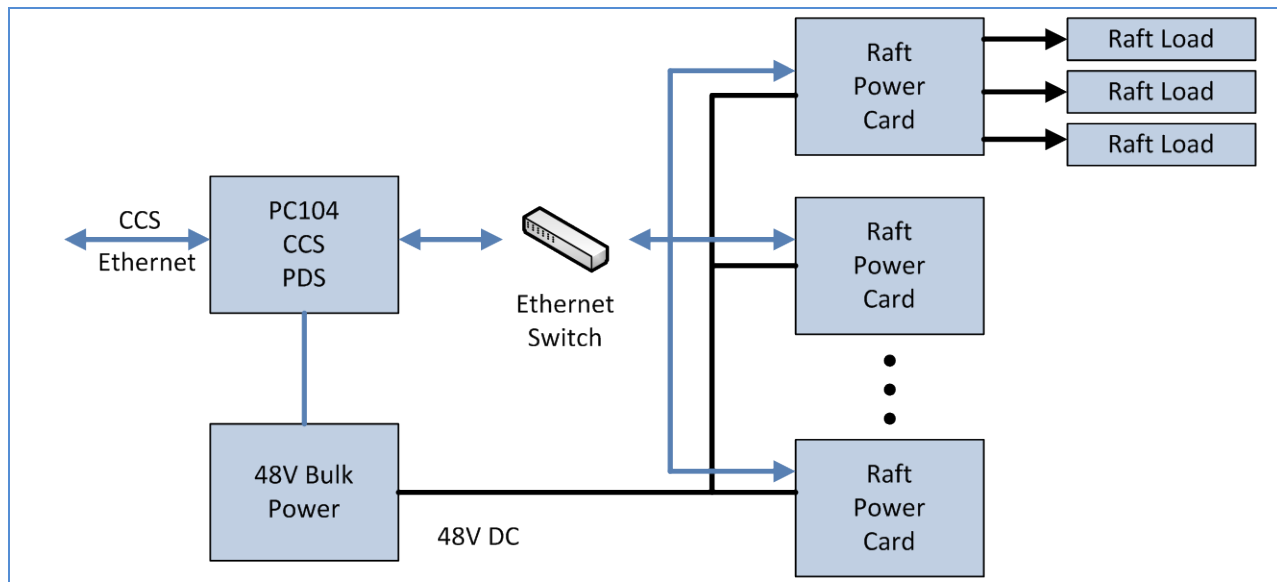 CCS
Ethernet
PC104
CCS
PDS
48V Bulk
Power
48V DC
Ethernet
Switch
Raft
Power
Card
Raft Load
Raft Load
Raft Load
Raft
Power
Card
Raft
Power
Card